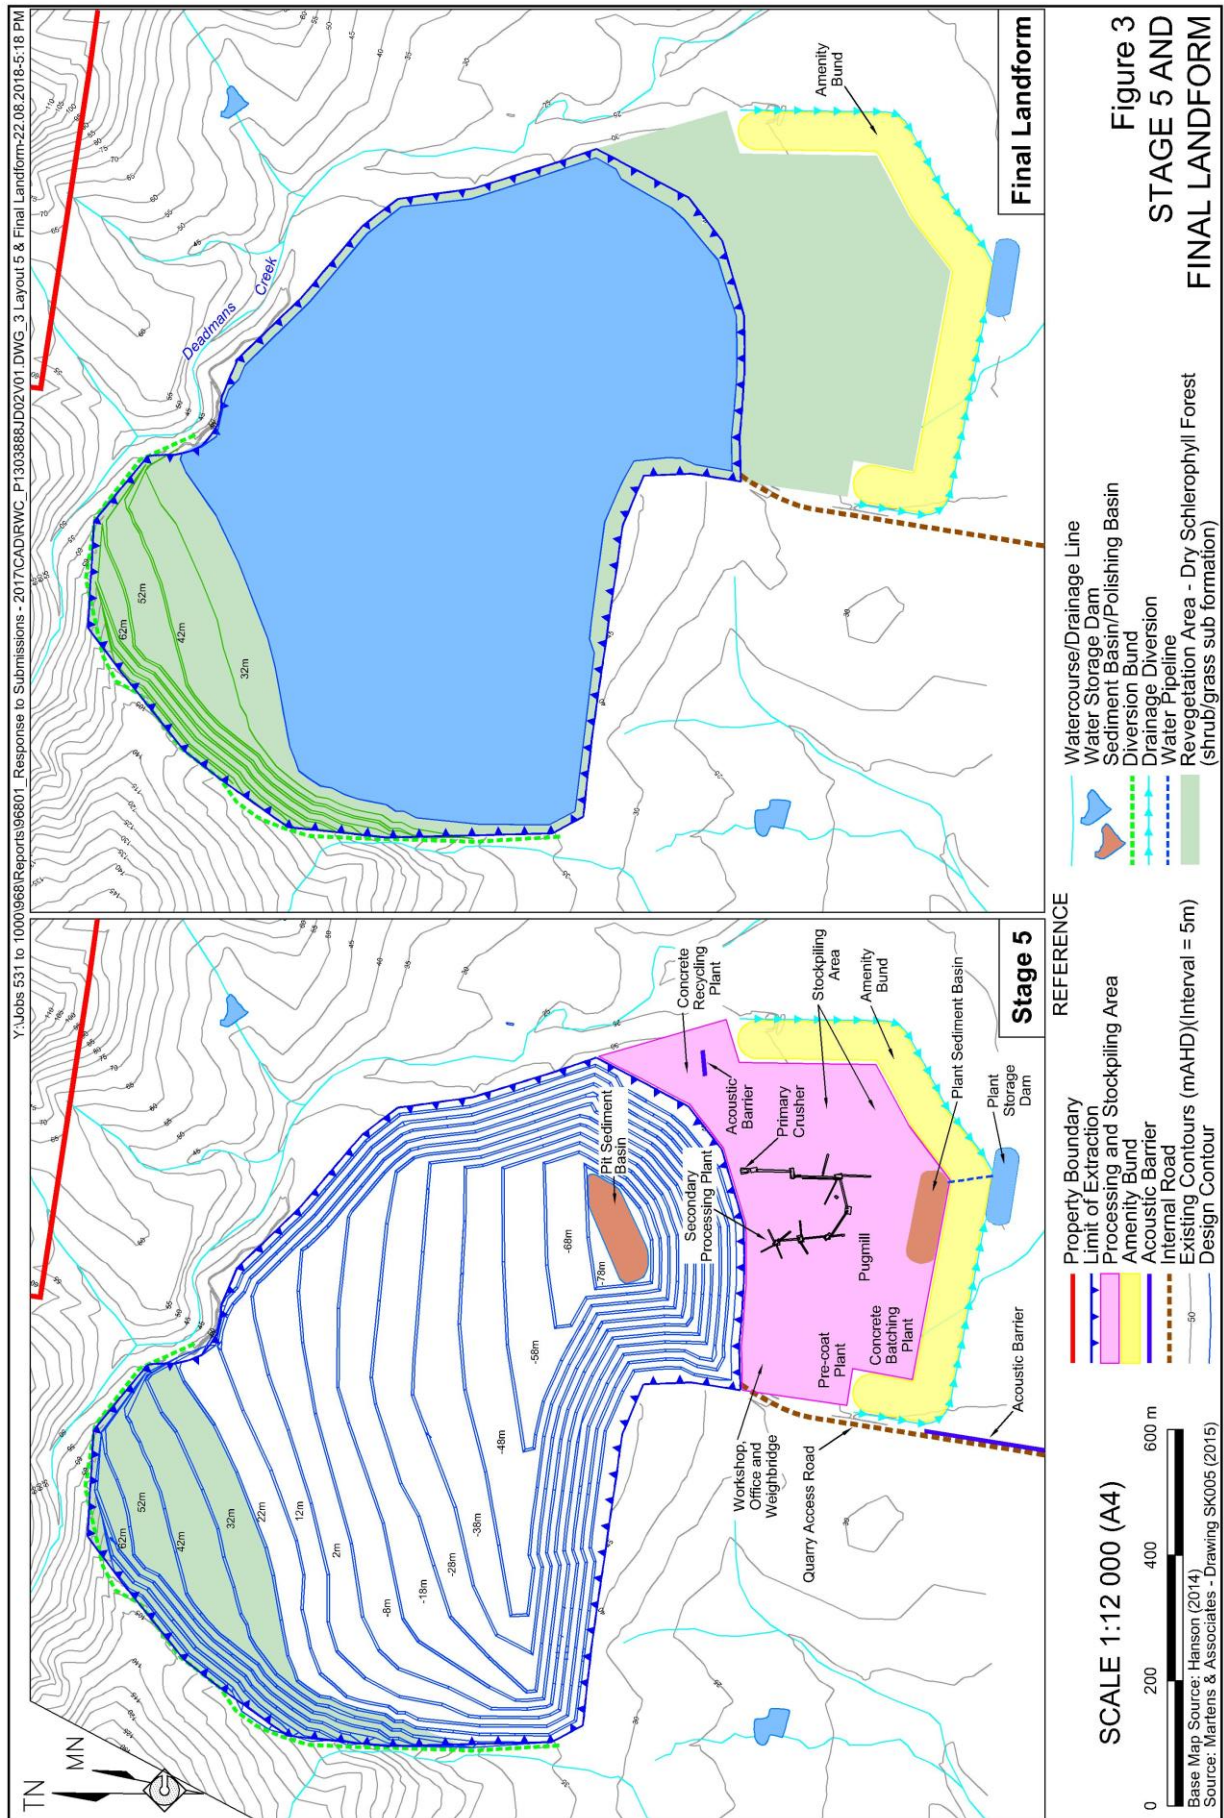 Y:\Jobs 531 to 1000\968\Reports\96801_Response to Submissions - 2017\CAD\RWC_P1303888JD02V01.DWG_3 Layout 5 & Final Landform-22.08.2018-5:18 PM
TN
MN
62m
52m
42m
32m
22m
12m
2m
-8m
-18m
-28m
-38m
-48m
-58m
-68m
-78m
Pit Sediment
Basin
Secondary
Processing Plant
Acoustic
Barrier
Primary
Crusher
Concrete
Recycling
Plant
Stockpiling
Area
Amenity
Bund
Plant Sediment Basin
Plant
Storage
Dam
Pugmill
Concrete
Batching
Plant
Pre-coat
Plant
Workshop,
Office and
Weighbridge
Quarry Access Road
Acoustic Barrier
Stage 5
Deadmans
Creek
62m
52m
42m
32m
Amenity
Bund
Final Landform
SCALE 1:12 000 (A4)
0
200
400
600 m
Base Map Source: Hanson (2014)
Source: Martens & Associates - Drawing SK005 (2015)
REFERENCE
Property Boundary
Limit of Extraction
Processing and Stockpiling Area
Amenity Bund
Acoustic Barrier
Internal Road
50
Existing Contours (mAHD)(Interval = 5m)
Design Contour
Watercourse/Drainage Line
Water Storage Dam
Sediment Basin/Polishing Basin
Diversion Bund
Drainage Diversion
Water Pipeline
Revegetation Area - Dry Schlerophyll Forest
(shrub/grass sub formation)
Figure 3
STAGE 5 AND
FINAL LANDFORM